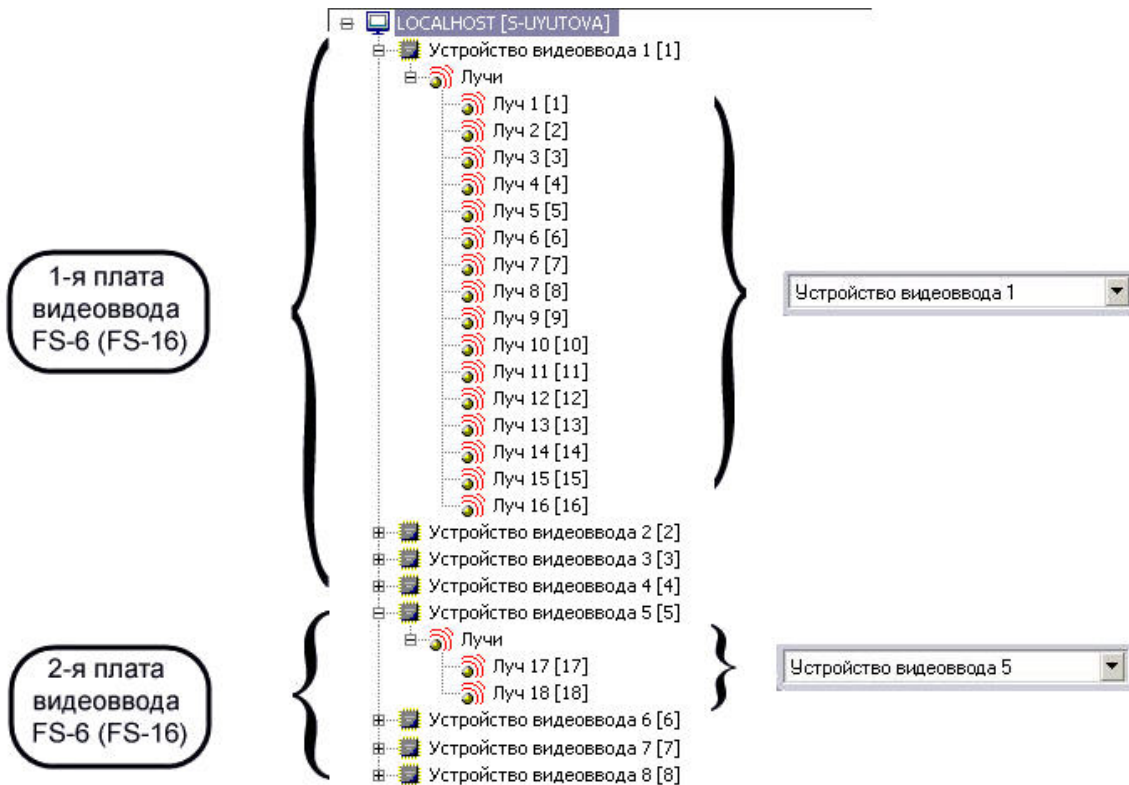 LOCALHOST [S-UYUTOVA]
Устройство видеоввода 1 [1]
Лучи
Луч 1 [1]
Луч 2 [2]
Луч 3 [3]
Луч 4 [4]
Луч 5 [5]
Луч 6 [6]
Луч 7 [7]
Луч 8 [8]
Луч 9 [9]
Луч 10 [10]
Луч 11 [11]
Луч 12 [12]
Луч 13 [13]
Луч 14 [14]
Луч 15 [15]
Луч 16 [16]
Устройство видеоввода 2 [2]
Устройство видеоввода 3 [3]
Устройство видеоввода 4 [4]
Устройство видеоввода 5 [5]
Лучи
Луч 17 [17]
Луч 18 [18]
Устройство видеоввода 6 [6]
Устройство видеоввода 7 [7]
Устройство видеоввода 8 [8]
1-я плата
видеоввода
FS-6 (FS-16)
Устройство видеоввода 1
2-я плата
видеоввода
FS-6 (FS-16)
Устройство видеоввода 5